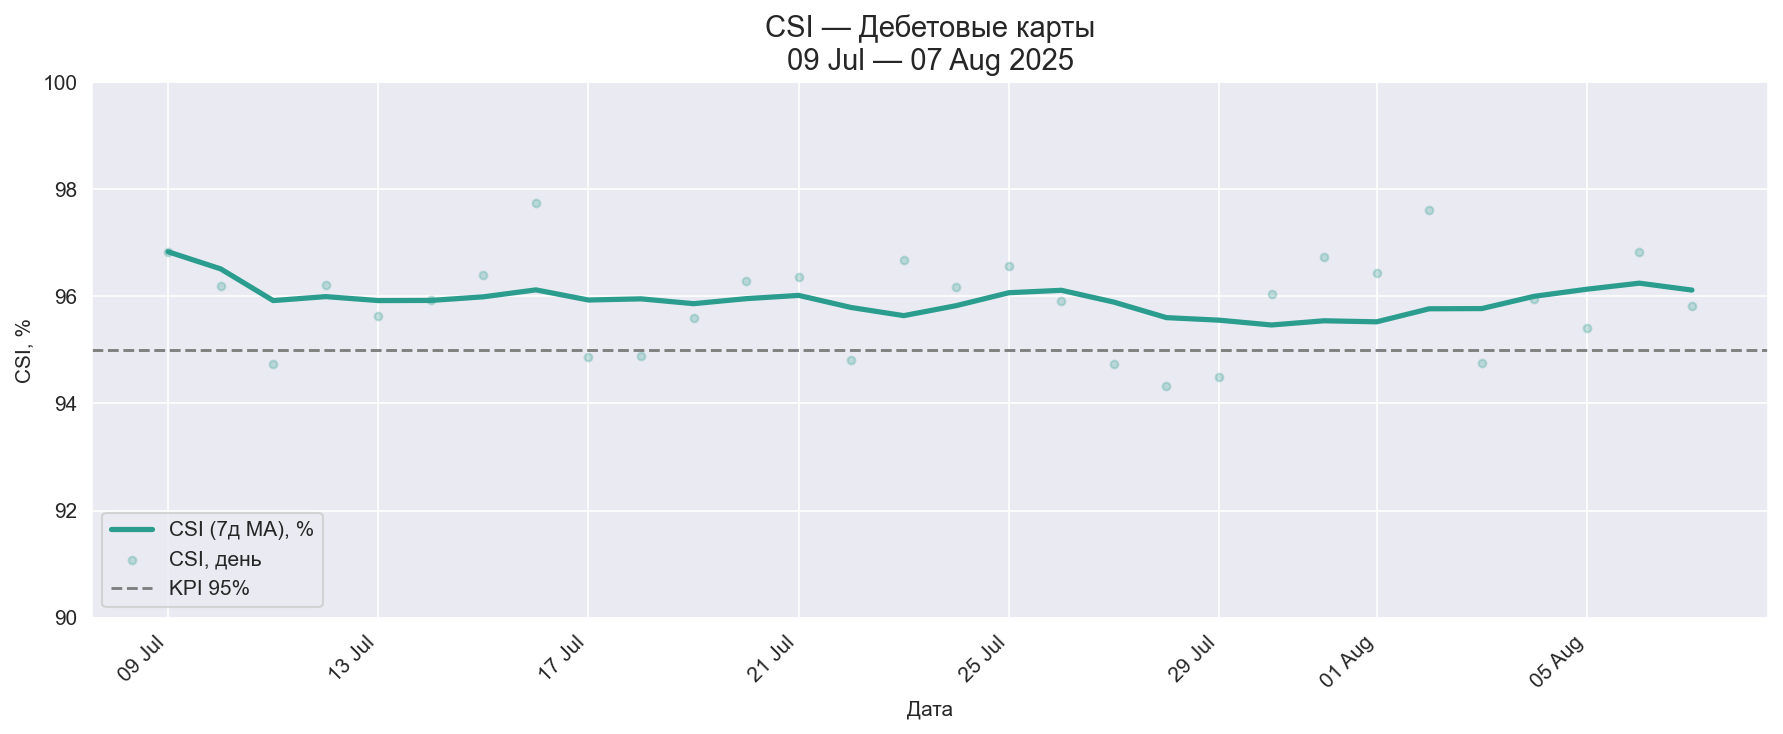 CSI — Дебетовые карты
09 Jul — 07 Aug 2025
CSI, %
100
98
96
94
92
90
CSI (7д MA), %
CSI, день
KPI 95%
09 Jul
13 Jul
17 Jul
21 Jul
25 Jul
29 Jul
01 Aug
05 Aug
Дата